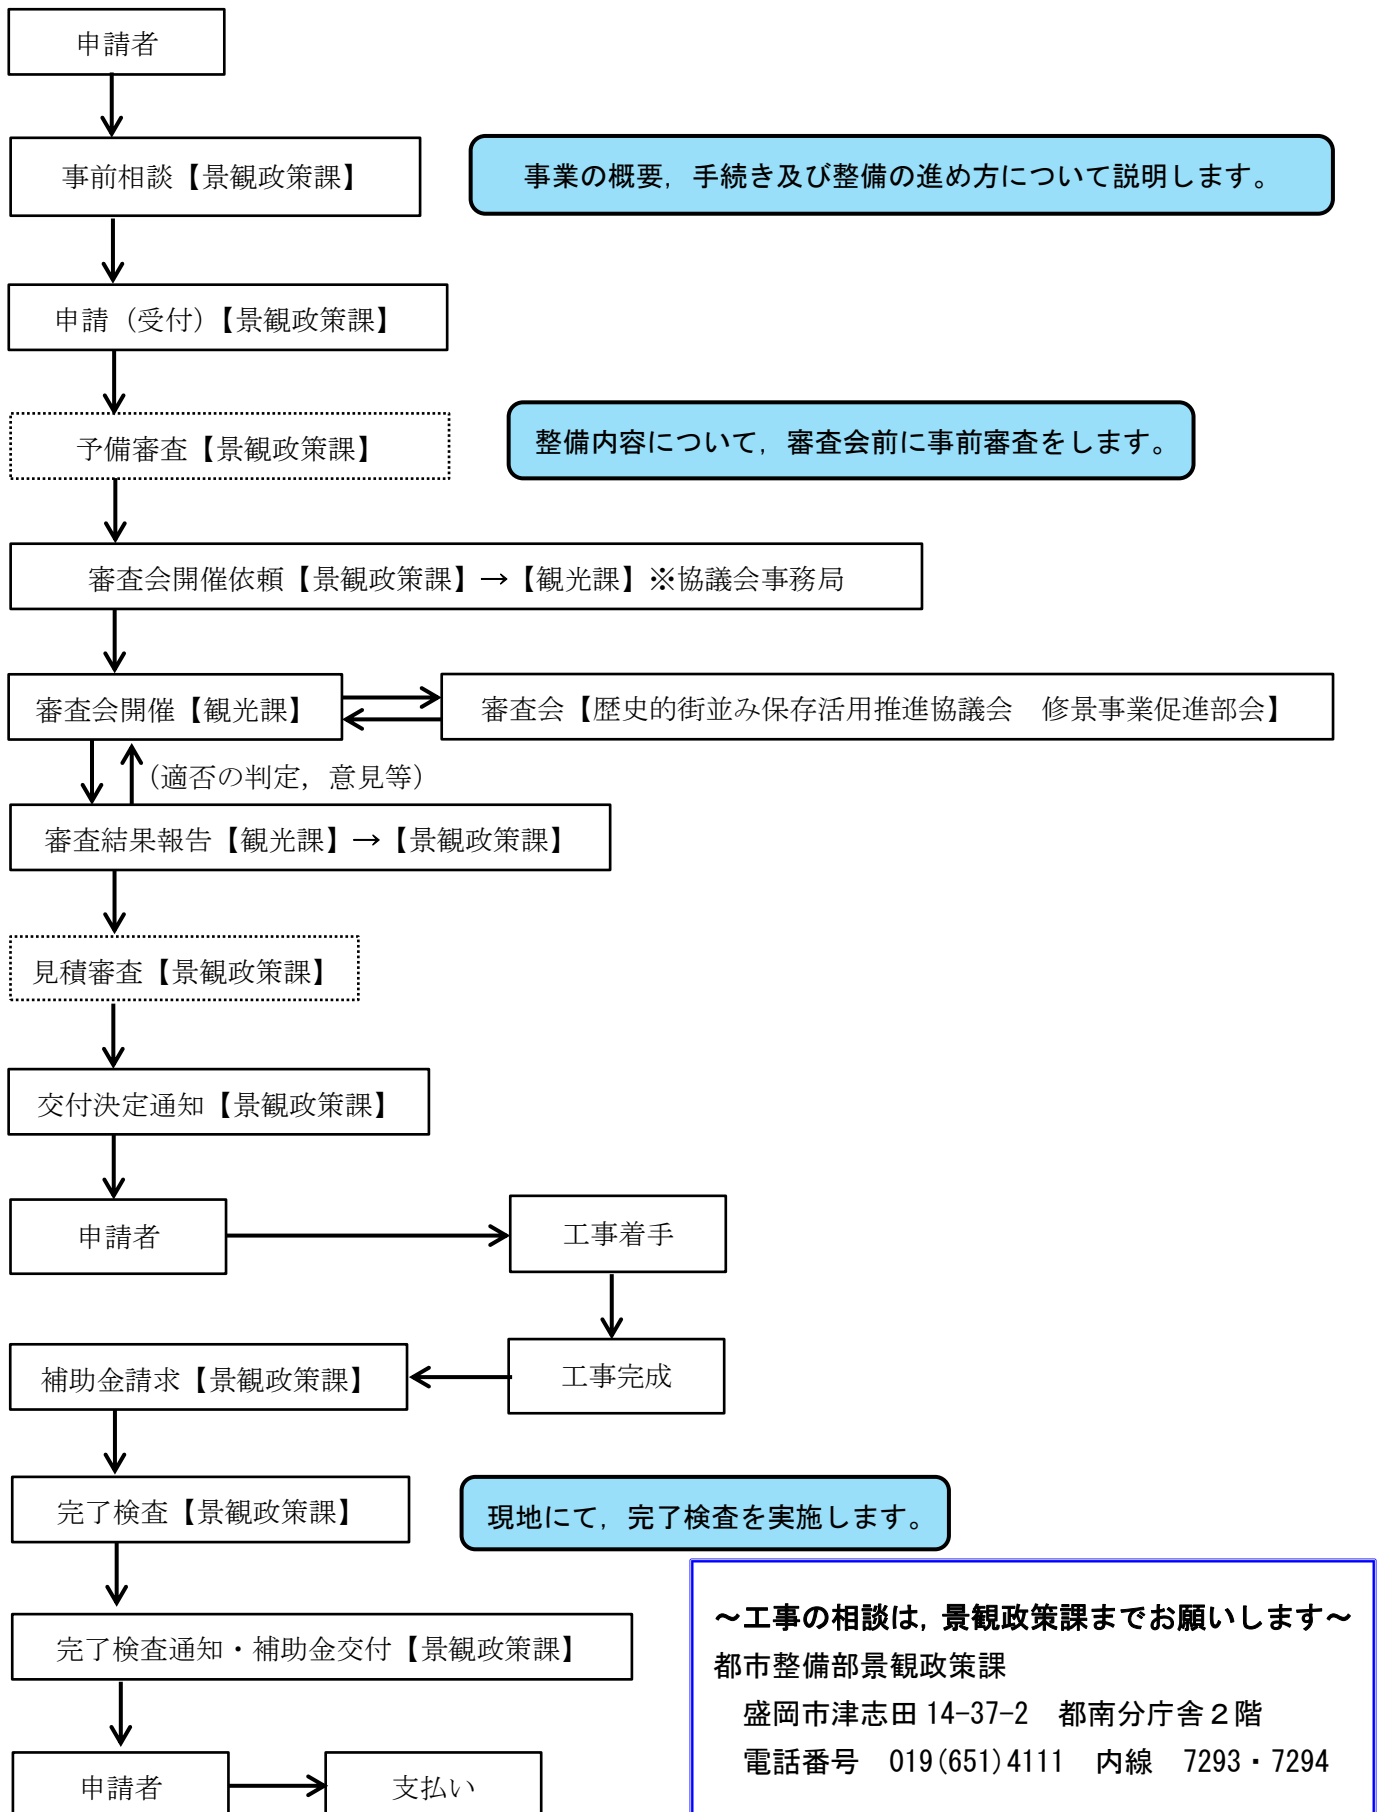 申請者
事前相談【景観政策課】
事業の概要，手続き及び整備の進め方について説明します。
申請（受付）【景観政策課】
予備審査【景観政策課】
整備内容について，審査会前に事前審査をします。
審査会開催依頼【景観政策課】→【観光課】※協議会事務局
審査会開催【観光課】
審査会【歴史的街並み保存活用推進協議会　修景事業促進部会】
（適否の判定，意見等）
審査結果報告【観光課】→【景観政策課】
見積審査【景観政策課】
交付決定通知【景観政策課】
申請者
工事着手
工事完成
補助金請求【景観政策課】
完了検査【景観政策課】
現地にて，完了検査を実施します。
完了検査通知・補助金交付【景観政策課】
申請者
支払い
～工事の相談は，景観政策課までお願いします～
都市整備部景観政策課
盛岡市津志田 14-37-2　都南分庁舎２階
電話番号　019(651)4111　内線　7293・7294